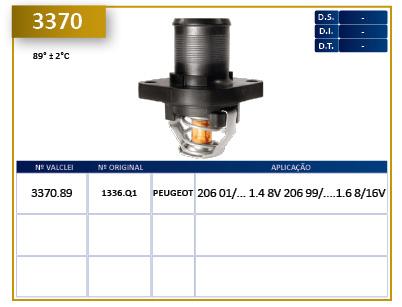 3370
89° ± 2°C
D.S. -
D.I. -
D.T. -
Nº VALCLEI Nº ORIGINAL APLICAÇÃO
3370.89 1336.Q1 PEUGEOT 206 01/... 1.4 8V 206 99/....1.6 8/16V